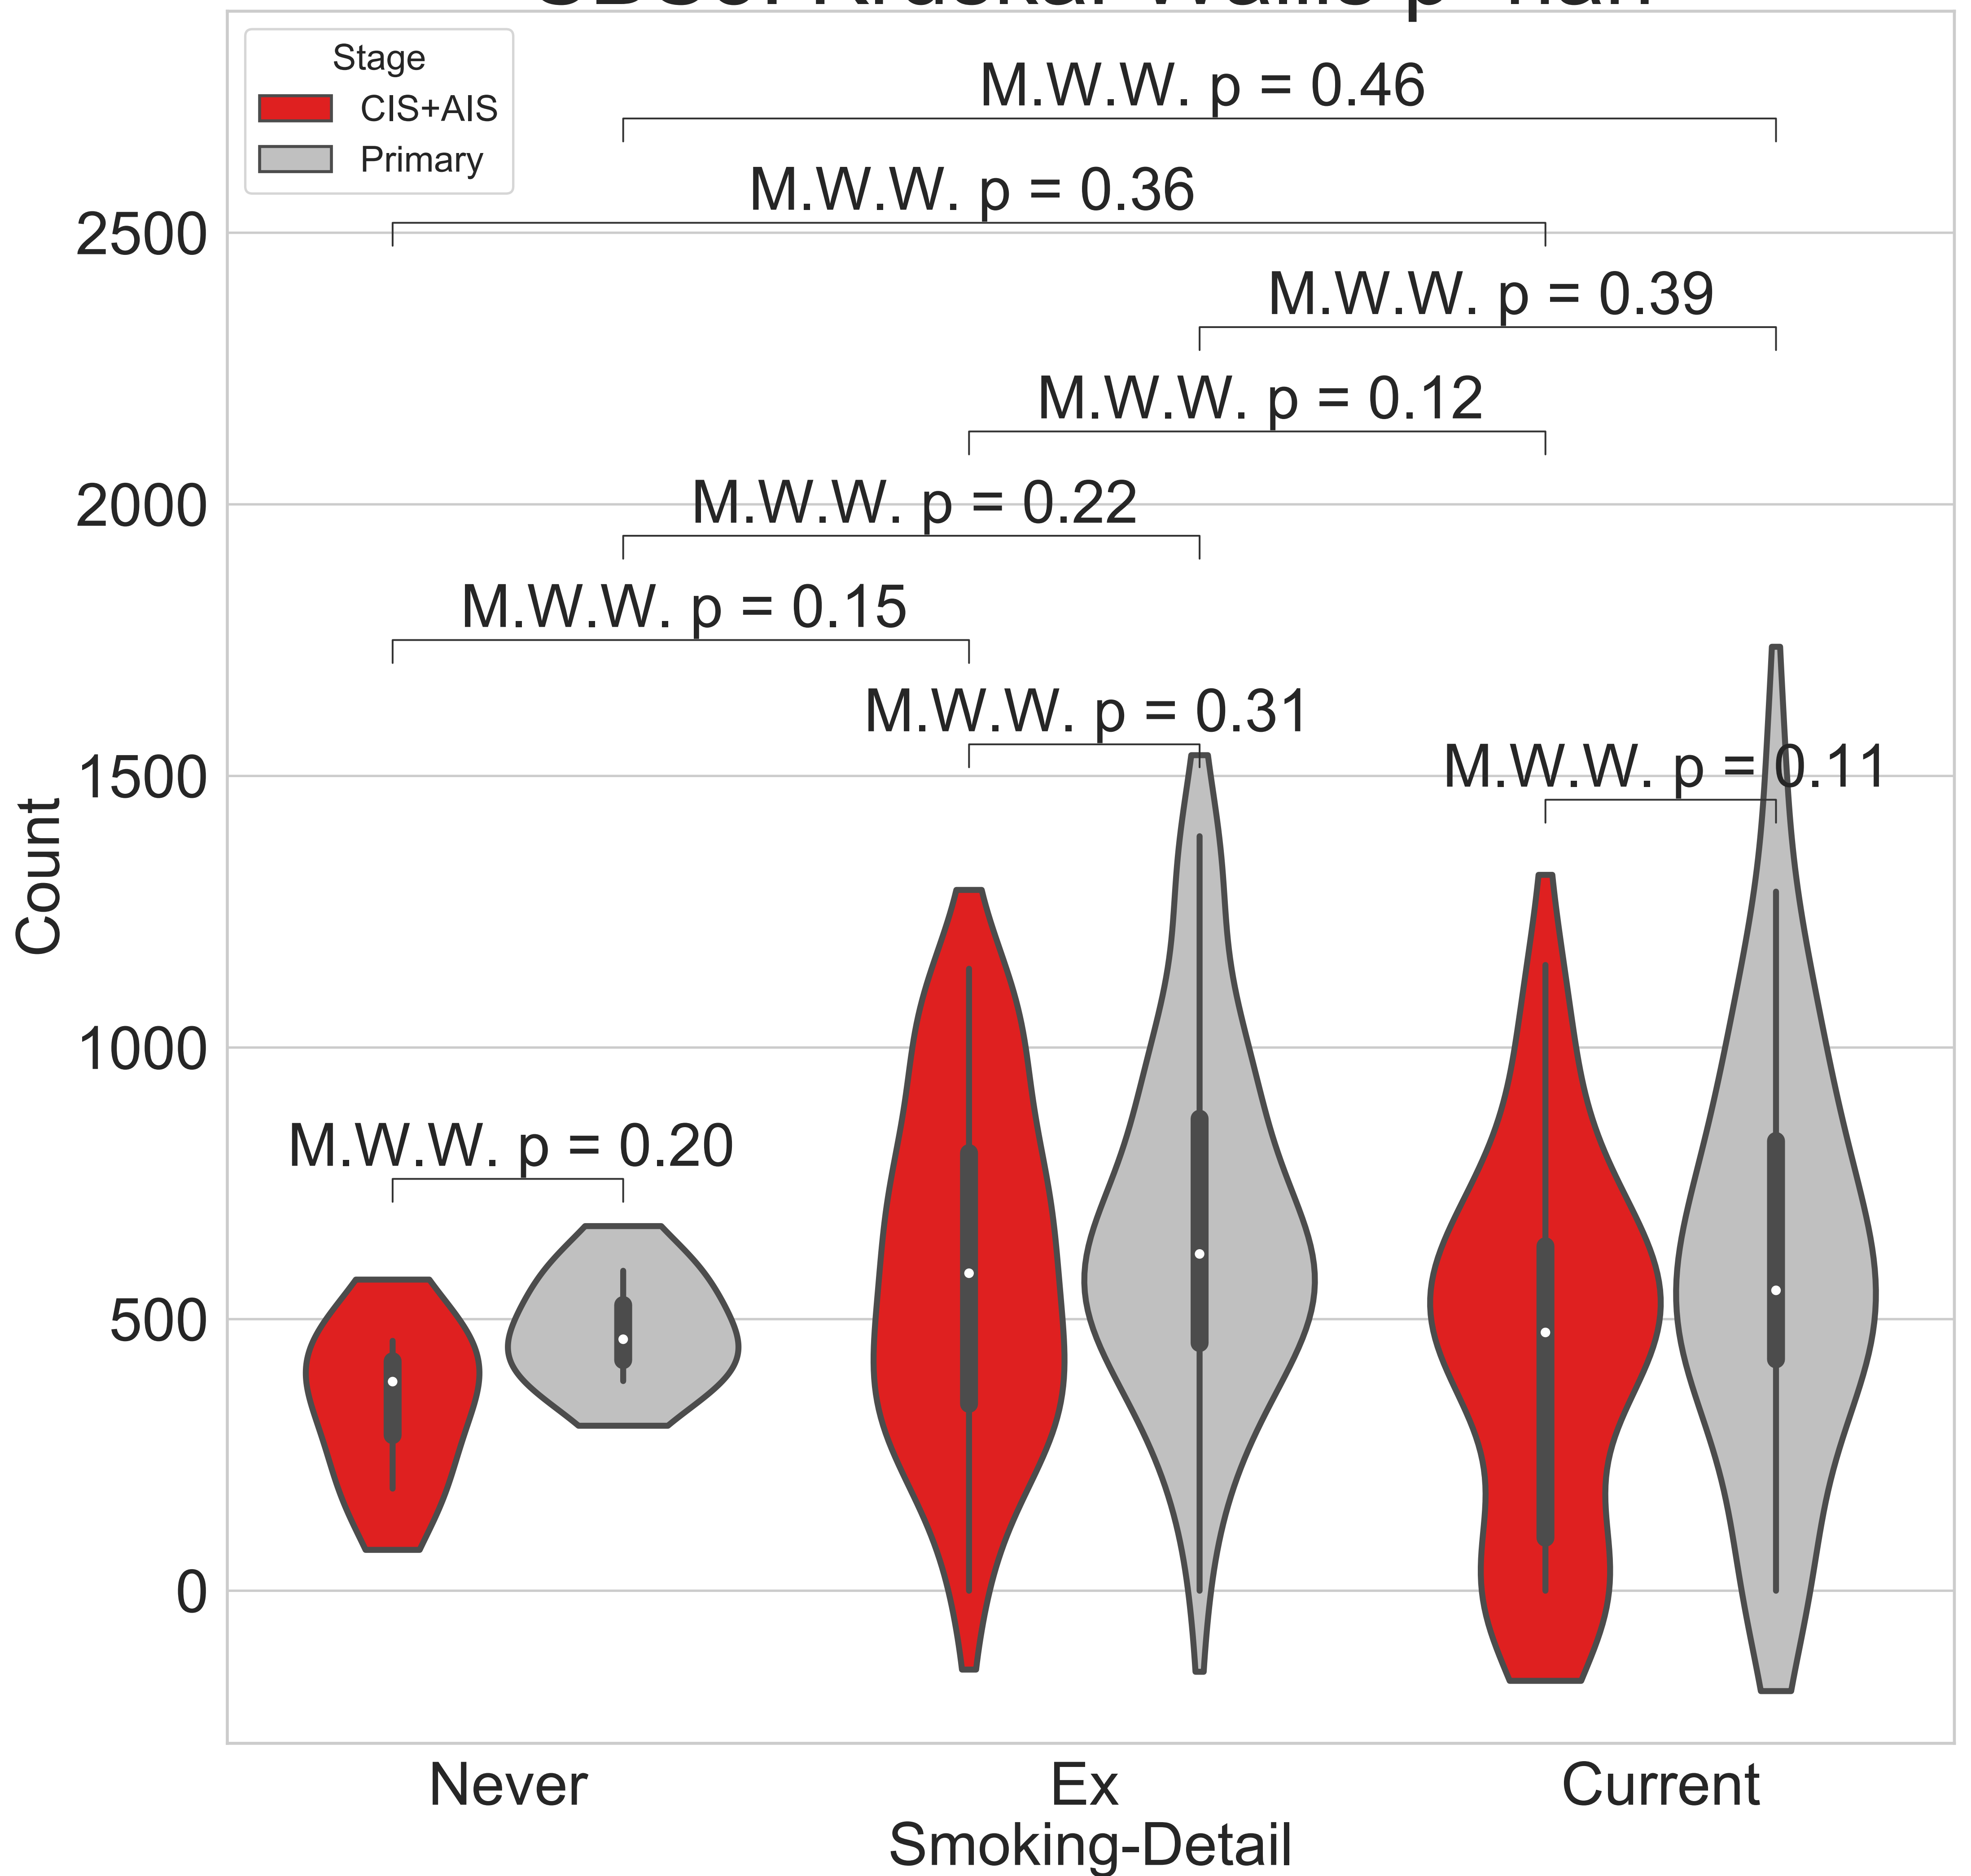 Stage
CIS+AIS
Primary
M.W.W. p = 0.46
M.W.W. p = 0.36
2500
M.W.W. p = 0.39
M.W.W. p = 0.12
2000
M.W.W. p = 0.22
M.W.W. p = 0.15
M.W.W. p = 0.31
1500
M.W.W. p = 0.11
Count
1000
M.W.W. p = 0.20
500
0
Never
Ex
Current
Smoking-Detail